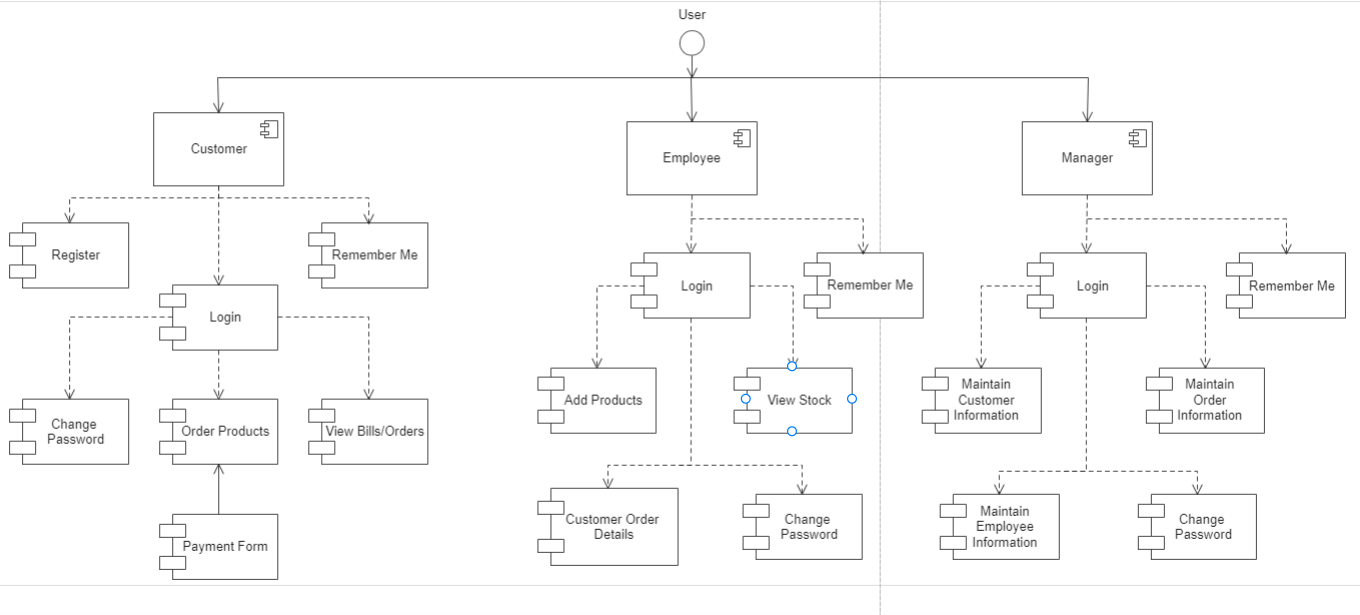 User
Customer
Employee
Manager
Register
Remember Me
Login
Remember Me
Login
Remember Me
Login
Change
Password
Order Products
View Bills/Orders
Add Products
View Stock
Maintain
Customer
Information
Maintain
Order
Information
Payment Form
Customer Order
Details
Change
Password
Maintain
Employee
Information
Change
Password